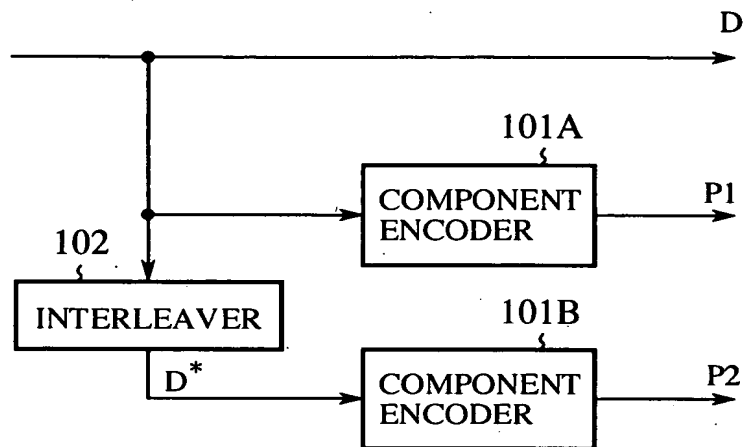 D
101A
COMPONENT
ENCODER
P1
102
INTERLEAVER
D*
101B
COMPONENT
ENCODER
P2